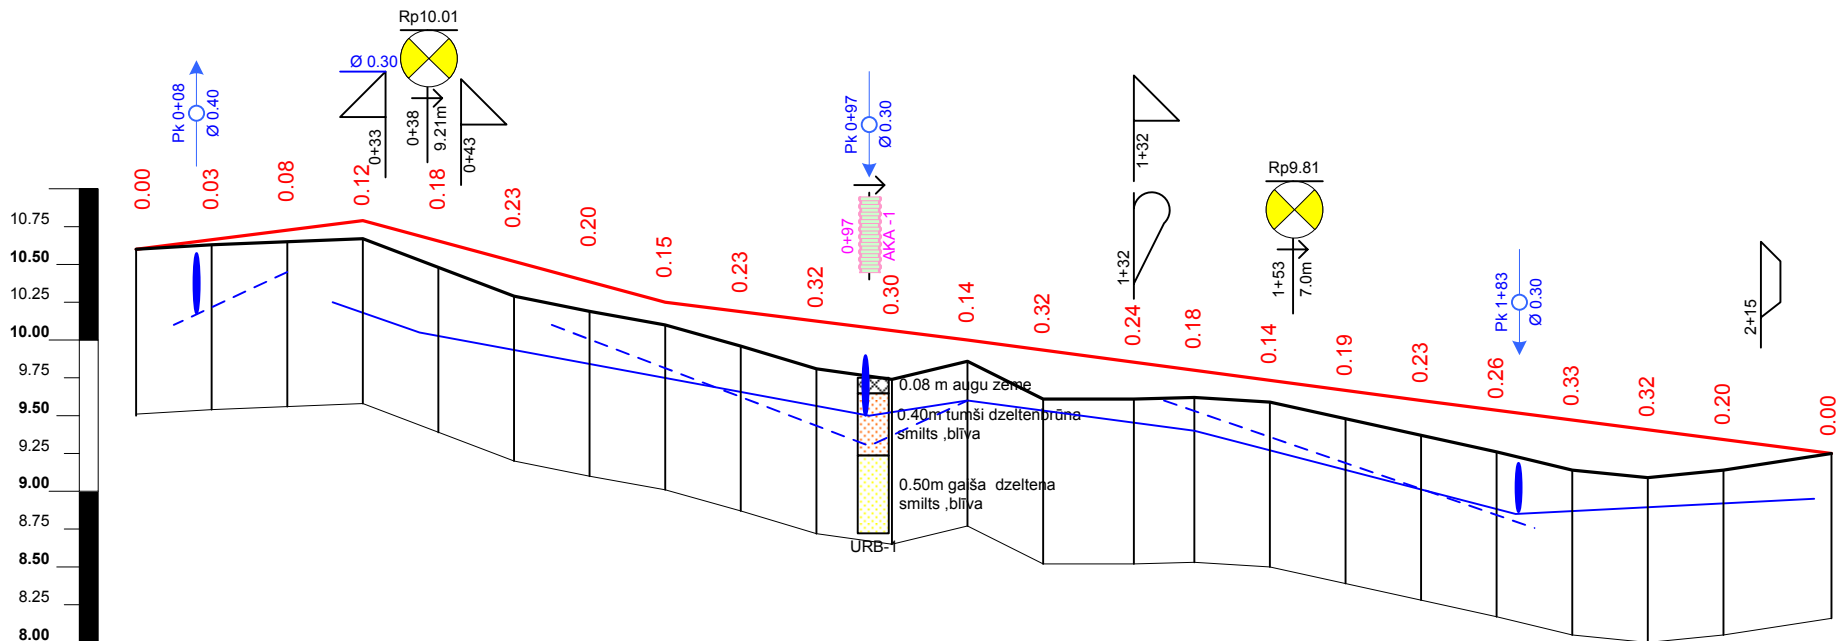 Rp10.01
Ø 0.30
Pk 0+08
Ø 0.40
0+33
0+38
9.21m
0+43
Pk 0+97
Ø 0.30
1+32
Rp9.81
0+97
AKA -1
1+32
1+53
7.0m
Pk 1+83
Ø 0.30
2+15
0.00
0.03
0.08
0.12
0.18
0.23
0.20
0.15
0.23
0.32
0.30
0.14
0.32
0.24
0.18
0.14
0.19
0.23
0.26
0.33
0.32
0.20
0.00
10.75
10.50
10.25
10.00
9.75
9.50
9.25
9.00
8.75
8.50
8.25
8.00
0.08 m augu zeme
0.40m tumši dzeltenbrūna
smilts ,blīva
0.50m gaiša dzeltena
smilts ,blīva
URB-1